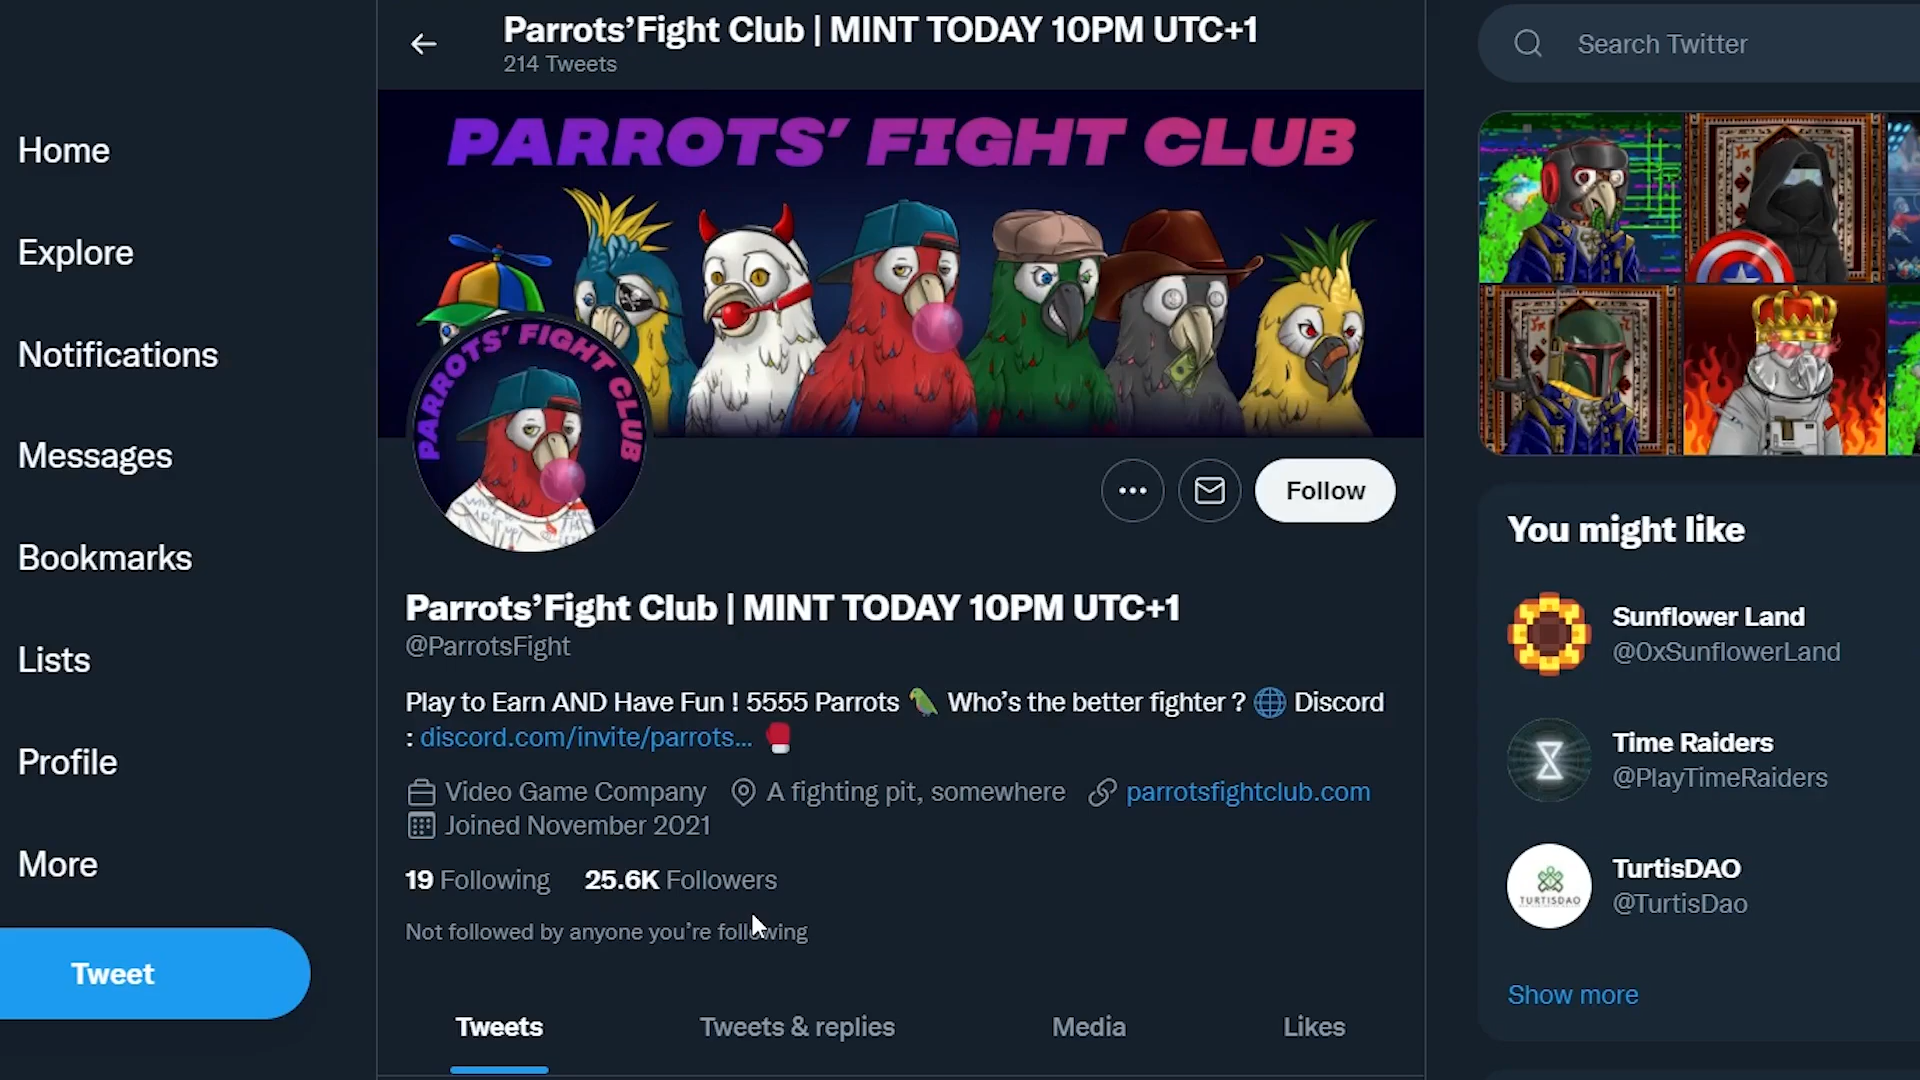 Parrots’Fight Club | MINT TODAY 10PM UTC+1
214 Tweets
Search Twitter
Home
Explore
Notifications
Messages
Bookmarks
Lists
Profile
More
Tweet
PARROTS’ FIGHT CLUB
PARROTS’ FIGHT CLUB
Follow
Parrots’Fight Club | MINT TODAY 10PM UTC+1
@ParrotsFight
Play to Earn AND Have Fun ! 5555 Parrots 🦜 Who’s the better fighter ? 🌐 Discord
: discord.com/invite/parrots… 🥊
Video Game Company A fighting pit, somewhere parrotsfightclub.com
Joined November 2021
19 Following 25.6K Followers
Not followed by anyone you’re following
Tweets Tweets & replies Media Likes
You might like
Sunflower Land
@0xSunflowerLand
Time Raiders
@PlayTimeRaiders
TURTISDAO
TurtisDAO
@TurtisDao
Show more